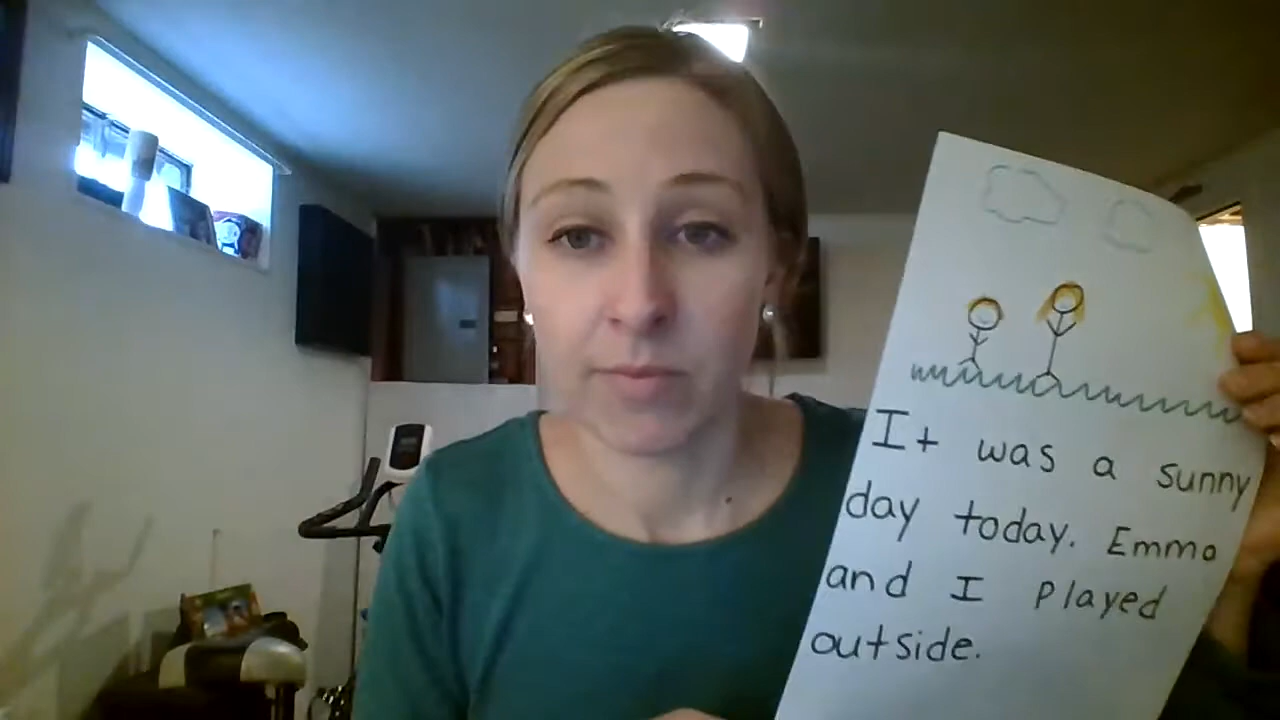 It was a sunny
day today. Emma
and I played
outside.